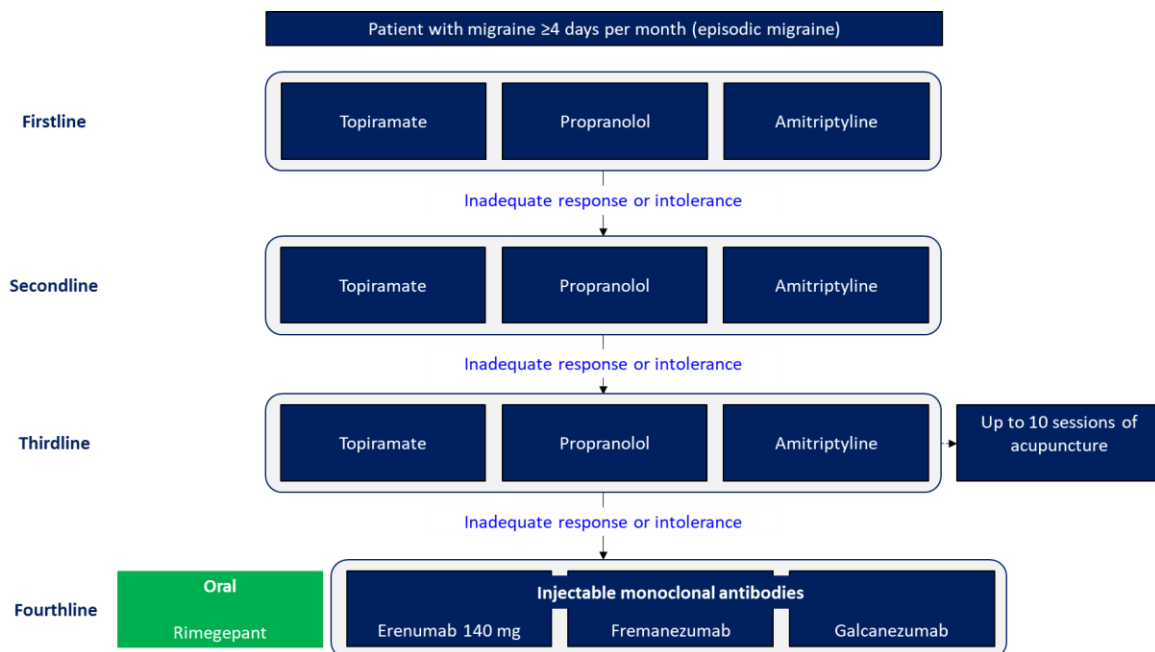 Patient with migraine ≥4 days per month (episodic migraine)
Firstline
Topiramate
Propranolol
Amitriptyline
Inadequate response or intolerance
Secondline
Topiramate
Propranolol
Amitriptyline
Inadequate response or intolerance
Thirdline
Topiramate
Propranolol
Amitriptyline
Up to 10 sessions of
acupuncture
Inadequate response or intolerance
Fourthline
Oral
Rimegepant
Injectable monoclonal antibodies
Erenumab 140 mg
Fremanezumab
Galcanezumab